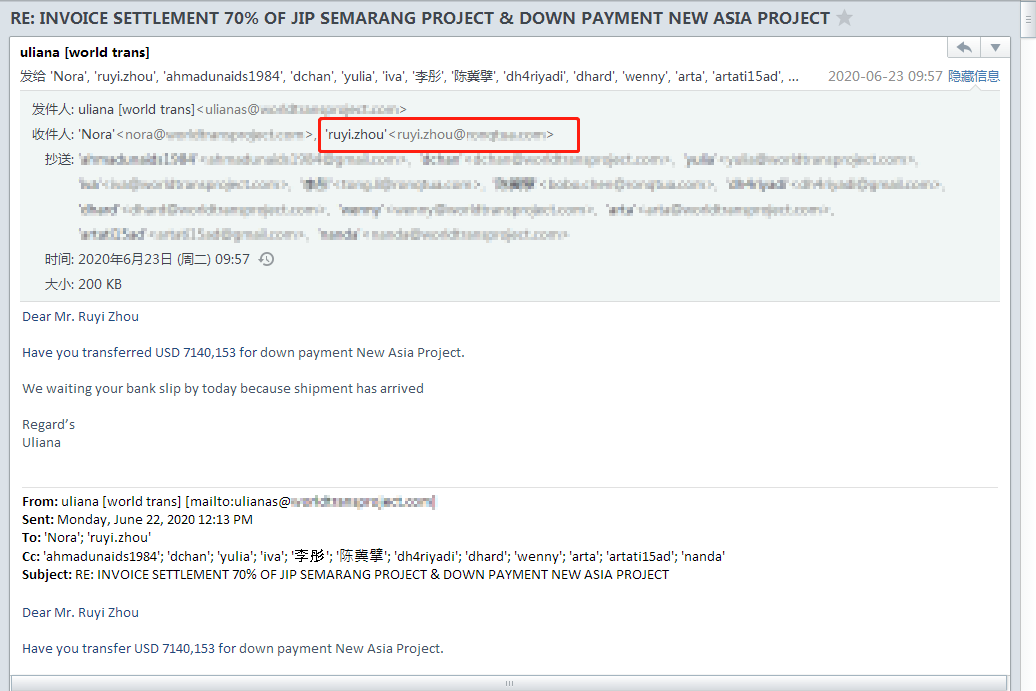 RE: INVOICE SETTLEMENT 70% OF JIP SEMARANG PROJECT & DOWN PAYMENT NEW ASIA PROJECT
uliana [world trans]
发给 'Nora', 'ruyi.zhou', 'ahmadunaids1984', 'dchan', 'yulia', 'iva', '李彤', '陈冀擘', 'dh4riyadi', 'dhard', 'wenny', 'arta', 'artati15ad', ... 2020-06-23 09:57 隐藏信息
发件人: uliana [world trans]<ulianas@
收件人: 'Nora'<nora@ 'ruyi.zhou'<ruyi.zhou@
抄送:
时间: 2020年6月23日 (周二) 09:57
大小: 200 KB
Dear Mr. Ruyi Zhou
Have you transferred USD 7140,153 for down payment New Asia Project.
We waiting your bank slip by today because shipment has arrived
Regard’s
Uliana
From: uliana [world trans] [mailto:ulianas@
Sent: Monday, June 22, 2020 12:13 PM
To: 'Nora'; 'ruyi.zhou'
Cc: 'ahmadunaids1984'; 'dchan'; 'yulia'; 'iva'; '李彤'; '陈冀擘'; 'dh4riyadi'; 'dhard'; 'wenny'; 'arta'; 'artati15ad'; 'nanda'
Subject: RE: INVOICE SETTLEMENT 70% OF JIP SEMARANG PROJECT & DOWN PAYMENT NEW ASIA PROJECT
Dear Mr. Ruyi Zhou
Have you transfer USD 7140,153 for down payment New Asia Project.